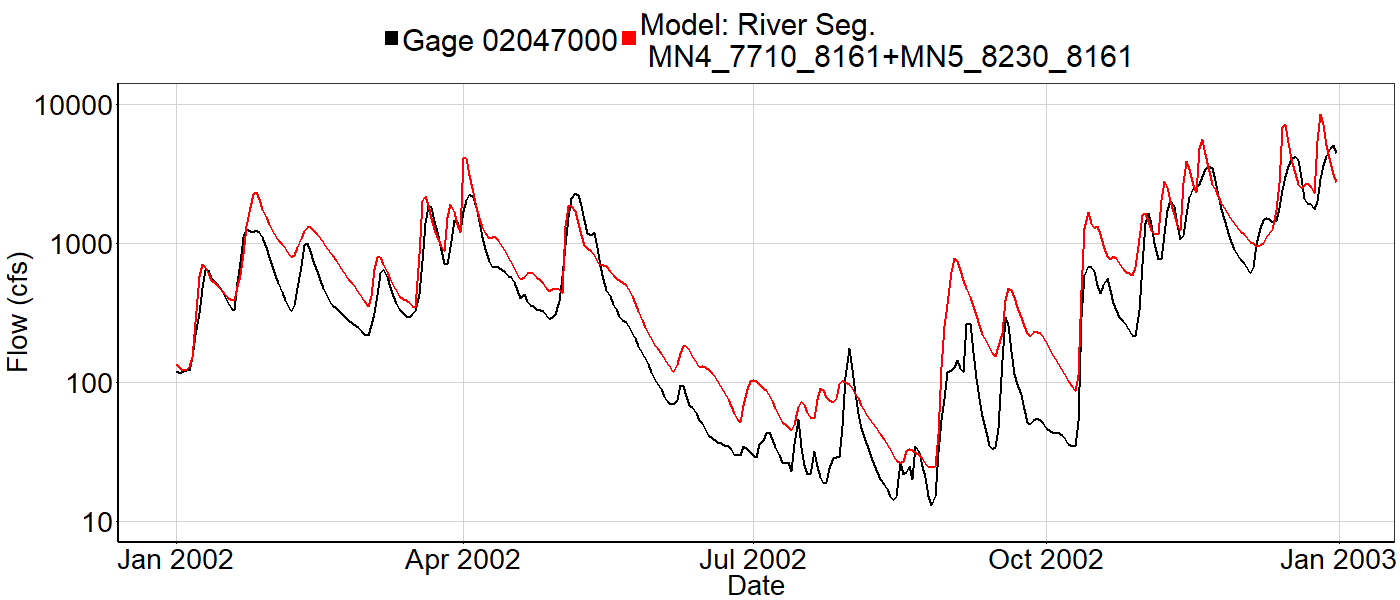 Gage 02047000
Model: River Seg.
MN4_7710_8161+MN5_8230_8161
Flow (cfs)
10000
1000
100
10
Jan 2002
Apr 2002
Jul 2002
Oct 2002
Jan 2003
Date